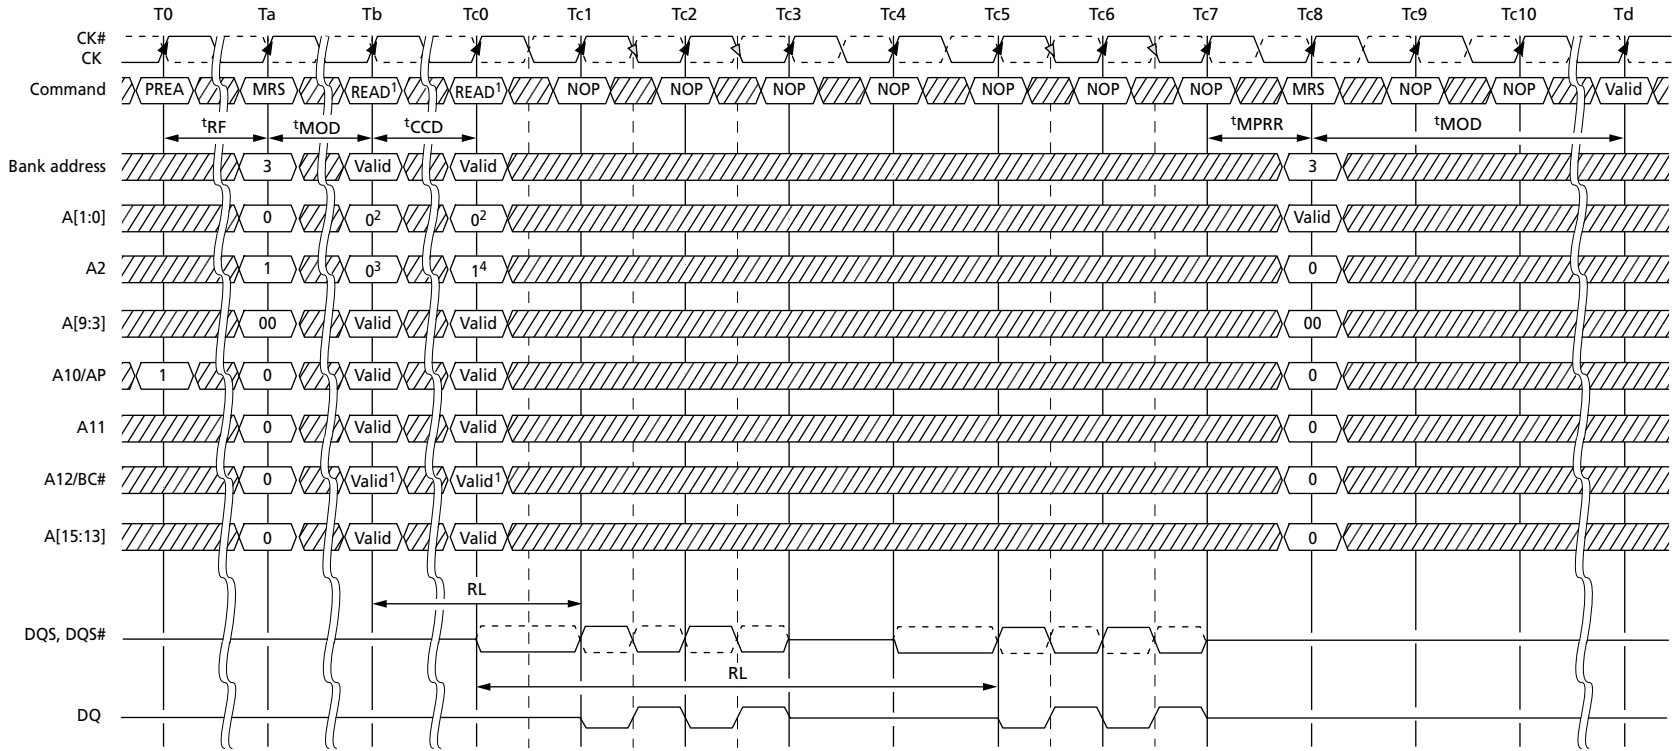 T0 Ta Tb Tc0 Tc1 Tc2 Tc3 Tc4 Tc5 Tc6 Tc7 Tc8 Tc9 Tc10 Td
CK#
CK
Command PREA MRS READ1 READ1 NOP NOP NOP NOP NOP NOP NOP MRS NOP NOP Valid
tRF tMOD tCCD tMPRR tMOD
Bank address 3 Valid Valid 3
A[1:0] 0 02 02 Valid
A2 1 03 14 0
A[9:3] 00 Valid Valid 00
A10/AP 1 0 Valid Valid 0
A11 0 Valid Valid 0
A12/BC# 0 Valid1 Valid1 0
A[15:13] 0 Valid Valid 0
RL
DQS, DQS#
RL
DQ